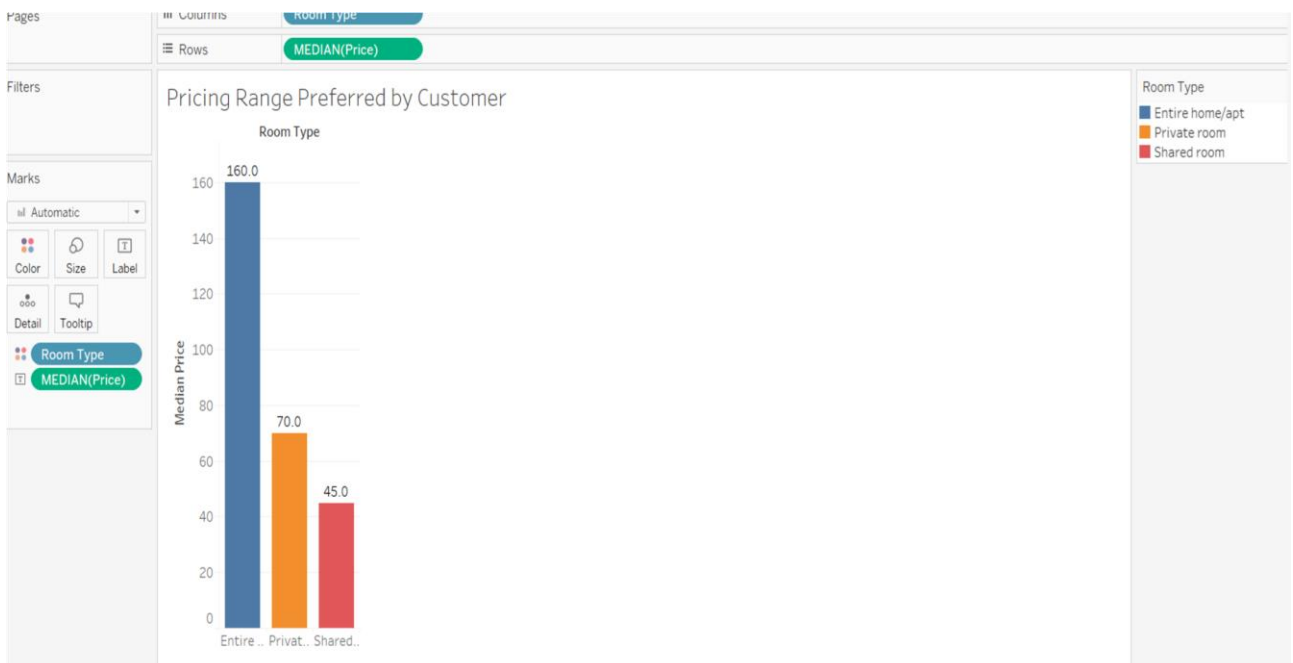 Pages
Columns
Room Type
Rows
MEDIAN(Price)
Filters
Marks
Automatic
Color
Size
Label
Detail
Tooltip
Room Type
MEDIAN(Price)
Pricing Range Preferred by Customer
Room Type
160.0
70.0
45.0
Median Price
160
140
120
100
80
60
40
20
0
Entire ..
Privat..
Shared..
Room Type
Entire home/apt
Private room
Shared room